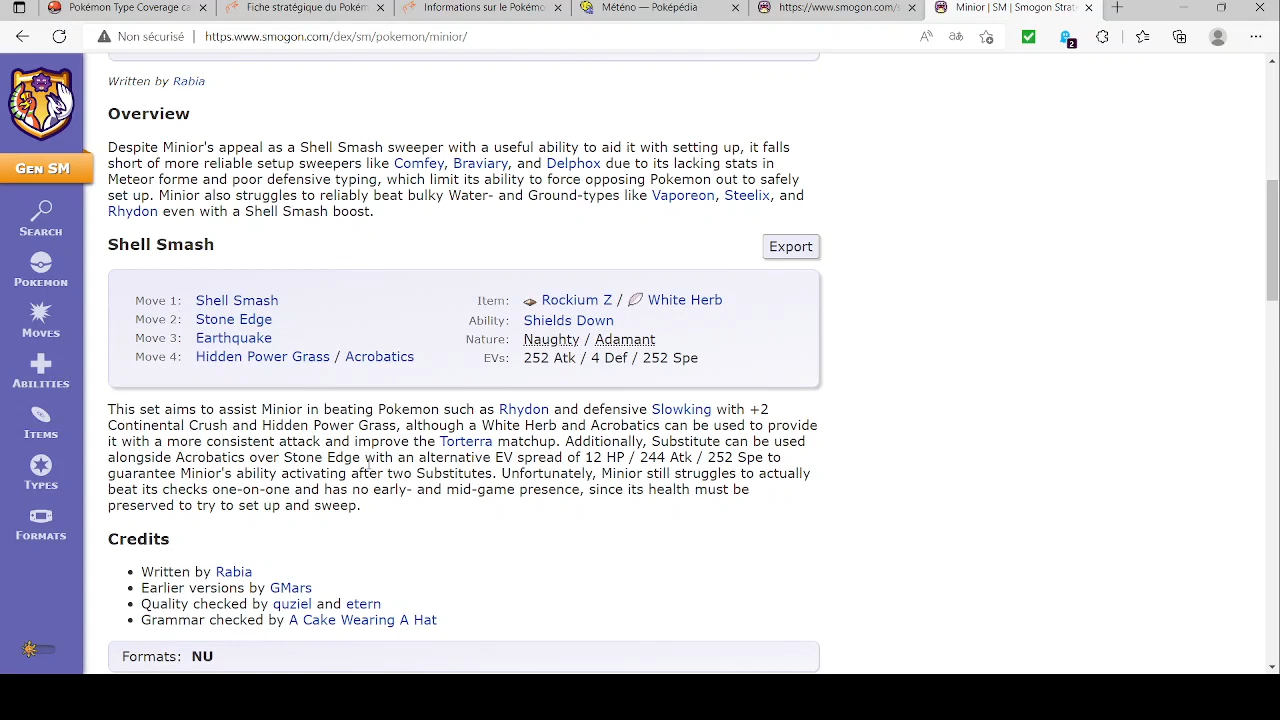 Pokémon Type Coverage ca
Fiche stratégique du Pokém
Informations sur le Pokémo
Météno — Poképédia
https://www.smogon.com/s
Minior | SM | Smogon Strat
Non sécurisé
https://www.smogon.com/dex/sm/pokemon/minior/
2
Written by Rabia
Overview
Despite Minior's appeal as a Shell Smash sweeper with a useful ability to aid it with setting up, it falls
short of more reliable setup sweepers like Comfey, Braviary, and Delphox due to its lacking stats in
Meteor forme and poor defensive typing, which limit its ability to force opposing Pokemon out to safely
set up. Minior also struggles to reliably beat bulky Water- and Ground-types like Vaporeon, Steelix, and
Rhydon even with a Shell Smash boost.
GEN SM
SEARCH
POKEMON
MOVES
ABILITIES
ITEMS
TYPES
FORMATS
Shell Smash
Export
Move 1: Shell Smash
Move 2: Stone Edge
Move 3: Earthquake
Move 4: Hidden Power Grass / Acrobatics
Item: Rockium Z / White Herb
Ability: Shields Down
Nature: Naughty / Adamant
EVs: 252 Atk / 4 Def / 252 Spe
This set aims to assist Minior in beating Pokemon such as Rhydon and defensive Slowking with +2
Continental Crush and Hidden Power Grass, although a White Herb and Acrobatics can be used to provide
it with a more consistent attack and improve the Torterra matchup. Additionally, Substitute can be used
alongside Acrobatics over Stone Edge with an alternative EV spread of 12 HP / 244 Atk / 252 Spe to
guarantee Minior's ability activating after two Substitutes. Unfortunately, Minior still struggles to actually
beat its checks one-on-one and has no early- and mid-game presence, since its health must be
preserved to try to set up and sweep.
Credits
• Written by Rabia
• Earlier versions by GMars
• Quality checked by quziel and etern
• Grammar checked by A Cake Wearing A Hat
Formats: NU